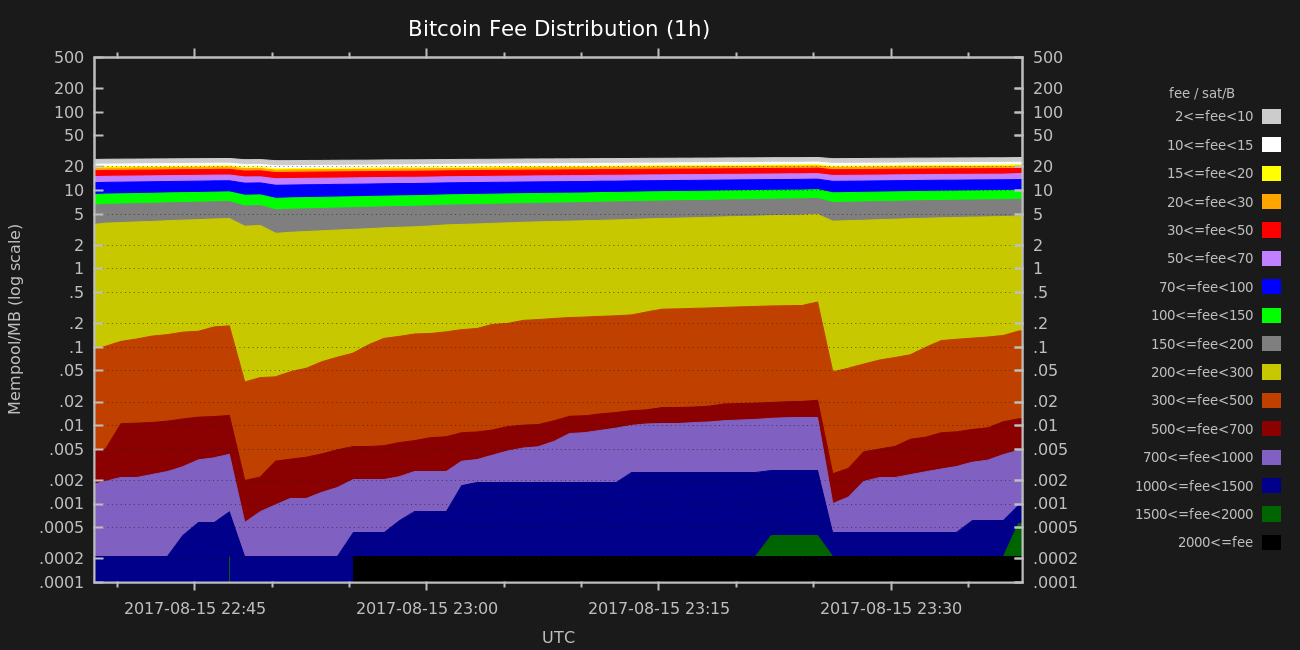 Bitcoin Fee Distribution (1h)
500
200
100
50
20
10
5
2
1
.5
.2
.1
.05
.02
.01
.005
.002
.001
.0005
.0002
.0001
Mempool/MB (log scale)
500
200
100
50
20
10
5
2
1
.5
.2
.1
.05
.02
.01
.005
.002
.001
.0005
.0002
.0001
2017-08-15 22:45 2017-08-15 23:00 2017-08-15 23:15 2017-08-15 23:30
UTC
fee / sat/B
2<=fee<10
10<=fee<15
15<=fee<20
20<=fee<30
30<=fee<50
50<=fee<70
70<=fee<100
100<=fee<150
150<=fee<200
200<=fee<300
300<=fee<500
500<=fee<700
700<=fee<1000
1000<=fee<1500
1500<=fee<2000
2000<=fee